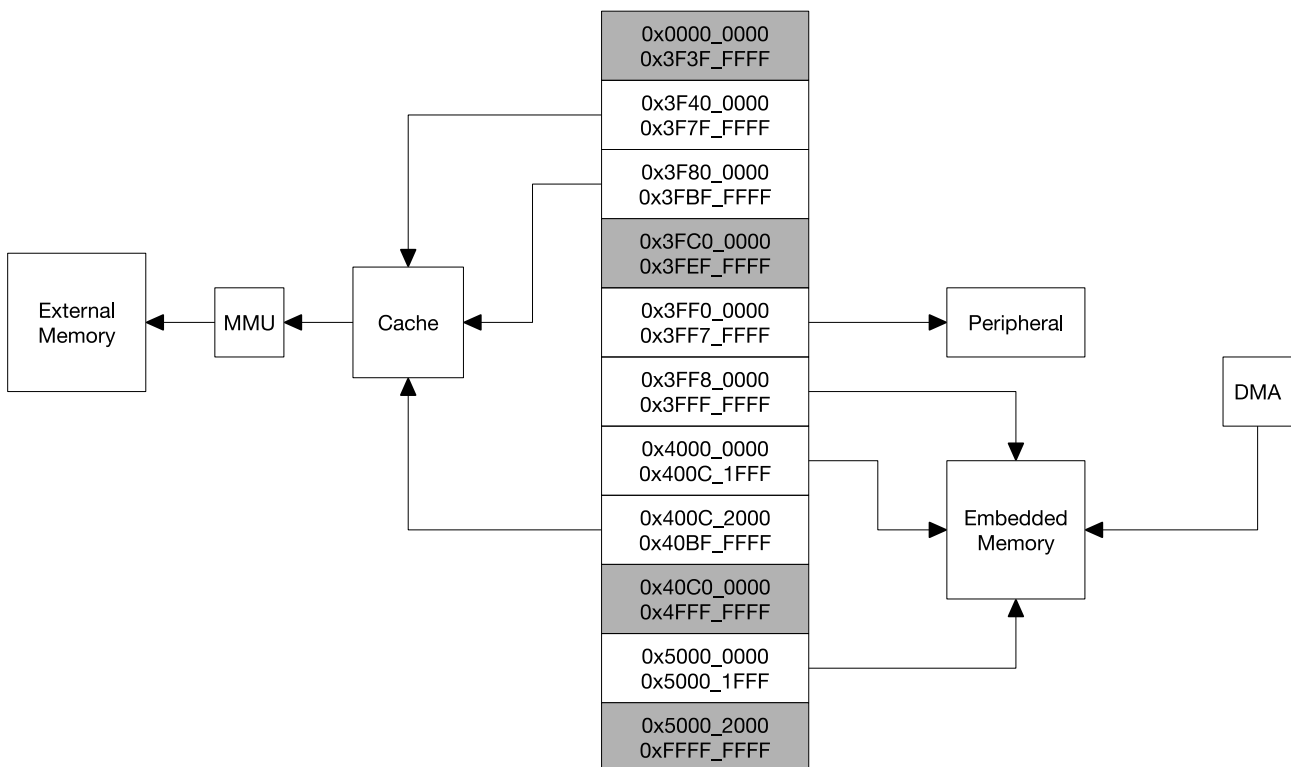 0x0000_0000
0x3F3F_FFFF
0x3F40_0000
0x3F7F_FFFF
0x3F80_0000
0x3FBF_FFFF
0x3FC0_0000
0x3FEF_FFFF
External
Memory
MMU
Cache
0x3FF0_0000
0x3FF7_FFFF
Peripheral
0x3FF8_0000
0x3FFF_FFFF
DMA
0x4000_0000
0x400C_1FFF
0x400C_2000
0x40BF_FFFF
Embedded
Memory
0x40C0_0000
0x4FFF_FFFF
0x5000_0000
0x5000_1FFF
0x5000_2000
0xFFFF_FFFF